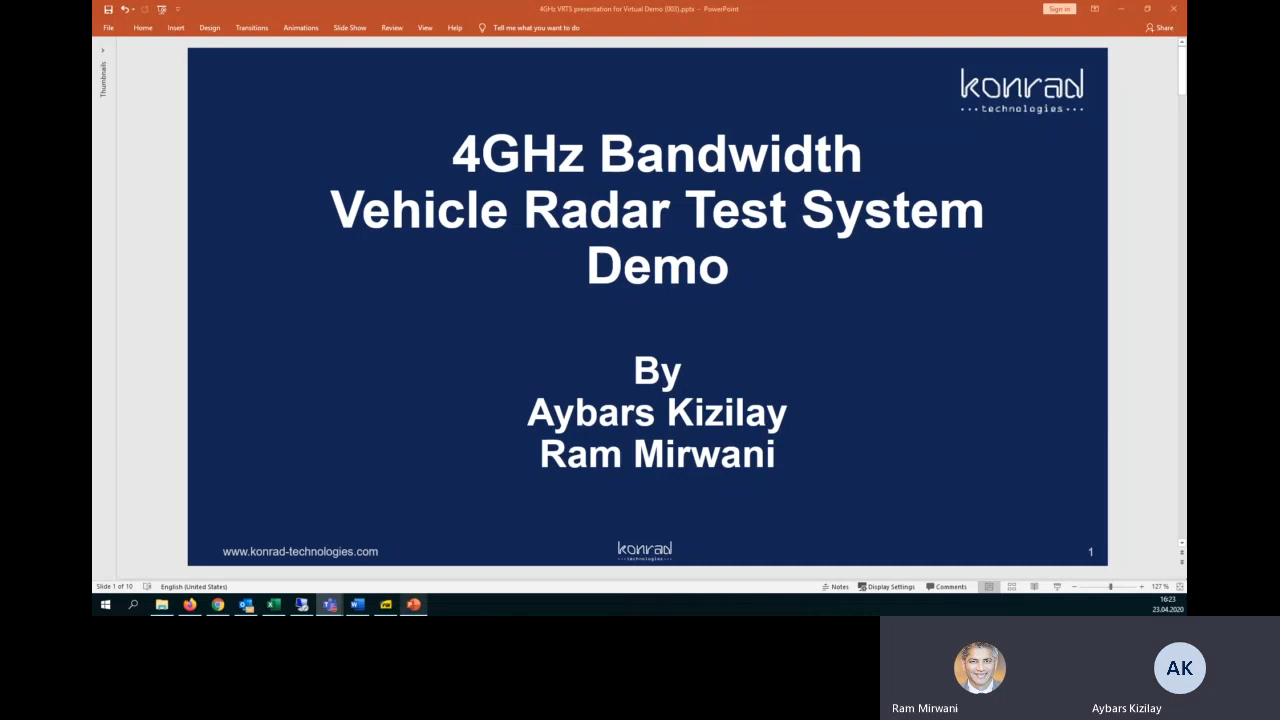 4GHz VRTS presentation for Virtual Demo (003).pptx - PowerPoint
Sign in
File Home Insert Design Transitions Animations Slide Show Review View Help Tell me what you want to do
Share
Thumbnails
konrad
technologies
4GHz Bandwidth
Vehicle Radar Test System
Demo
By
Aybars Kizilay
Ram Mirwani
www.konrad-technologies.com
konrad
technologies
1
Slide 1 of 10 English (United States)
Notes Display Settings Comments 127 %
16:23
23.04.2020
AK
Ram Mirwani
Aybars Kizilay